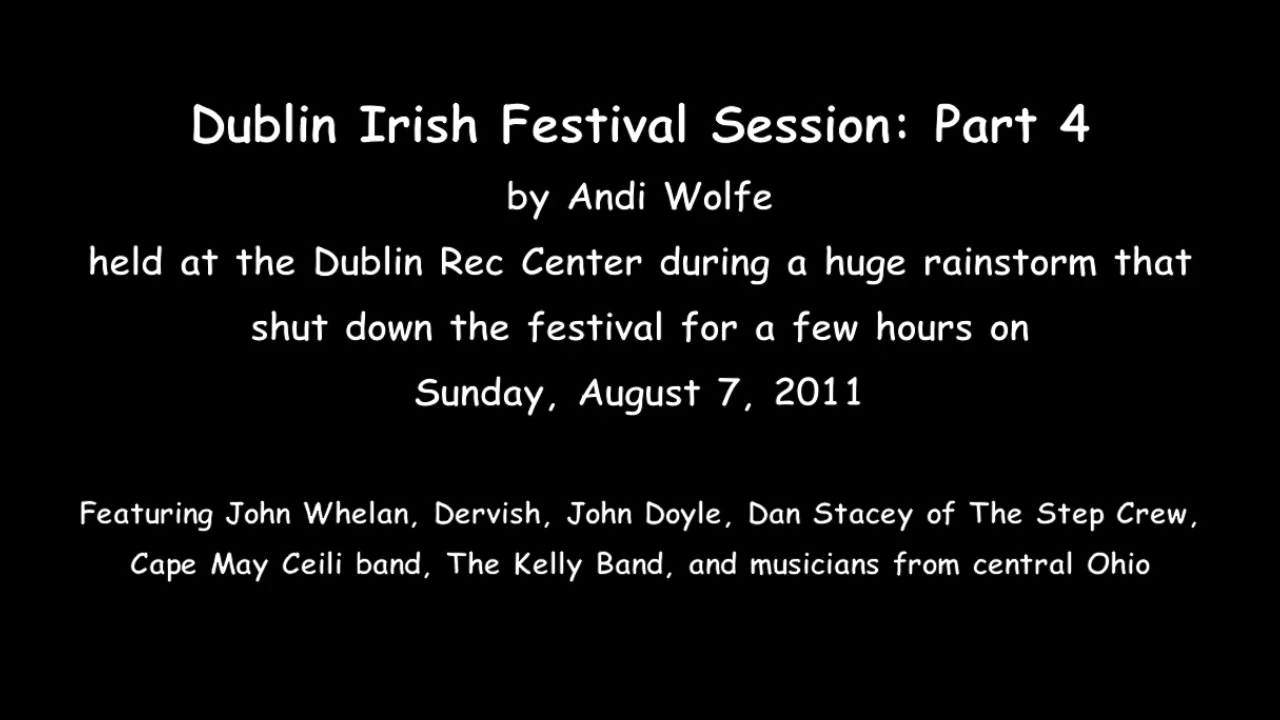 Dublin Irish Festival Session: Part 4
by Andi Wolfe
held at the Dublin Rec Center during a huge rainstorm that
shut down the festival for a few hours on
Sunday, August 7, 2011
Featuring John Whelan, Dervish, John Doyle, Dan Stacey of The Step Crew,
Cape May Ceili band, The Kelly Band, and musicians from central Ohio